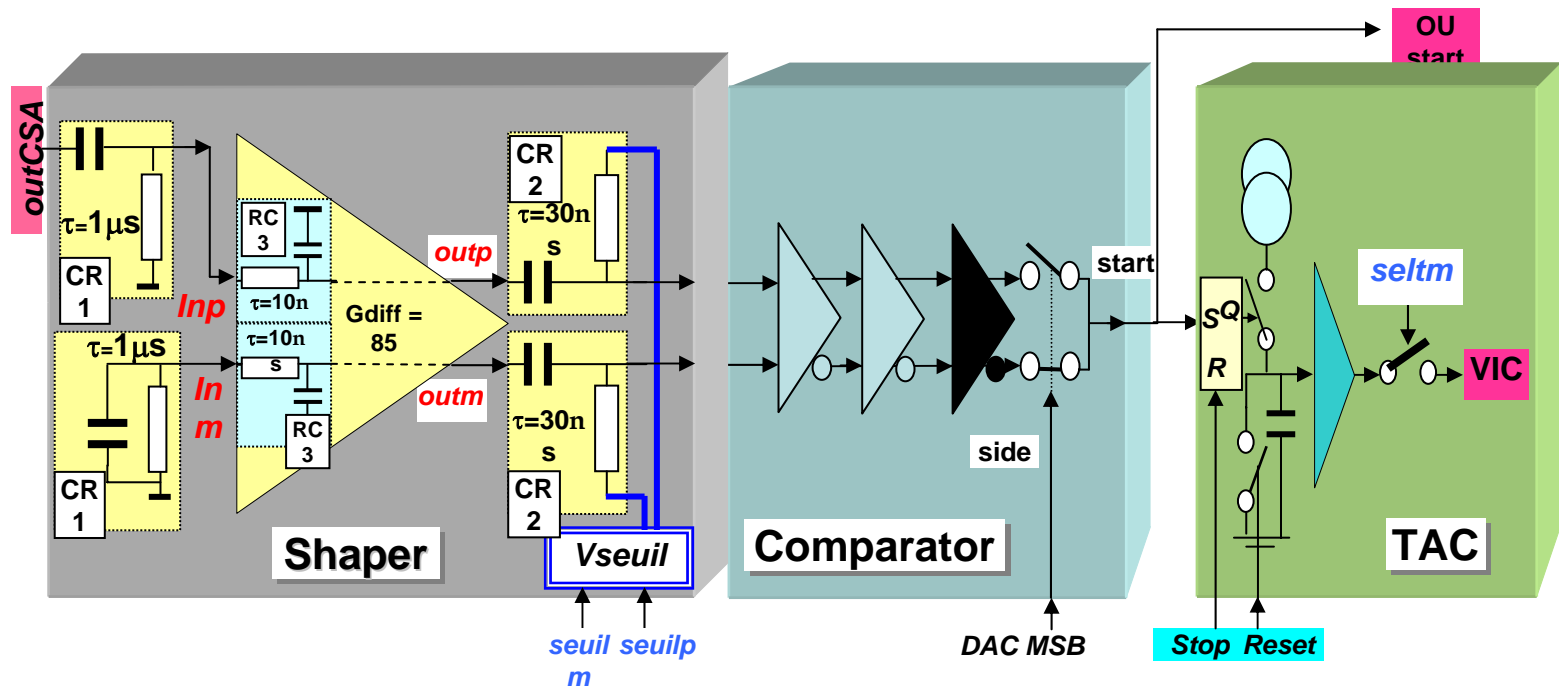 OU
start
outCSA
τ=1μs
CR
1
Inp
RC
3
τ=10n
τ=10n
s
Gdiff =
85
RC
3
τ=1μs
In
m
CR
1
outp
outm
CR
2
τ=30n
s
τ=30n
s
CR
2
Shaper
Vseuil
seuil
m
seuilp
start
side
Comparator
DAC MSB
S
Q
R
seltm
VIC
TAC
Stop
Reset